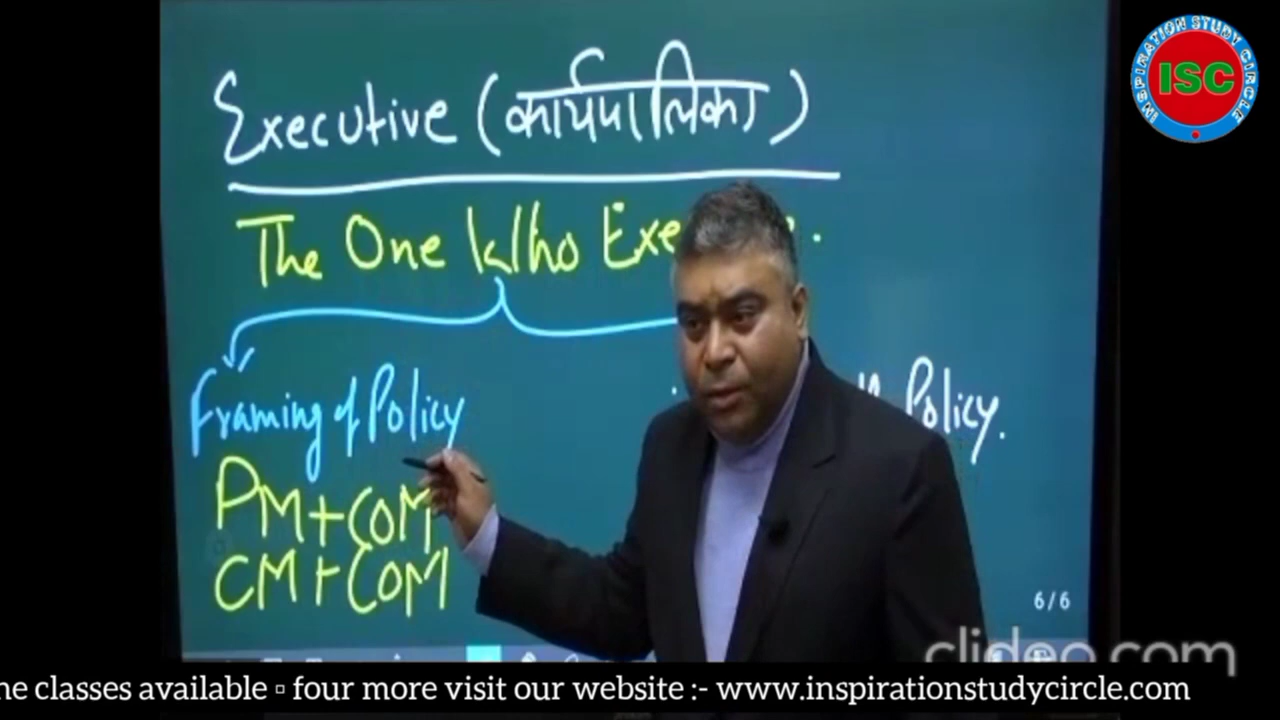 Executive (कार्यपालिका)
The One Who Exe .
Framing of Policy
Policy.
PM+COM
CM+COM
6/6
INSPIRATION STUDY CIRCLE
ISC
clideo.com
ne classes available ▫ four more visit our website :- www.inspirationstudycircle.com